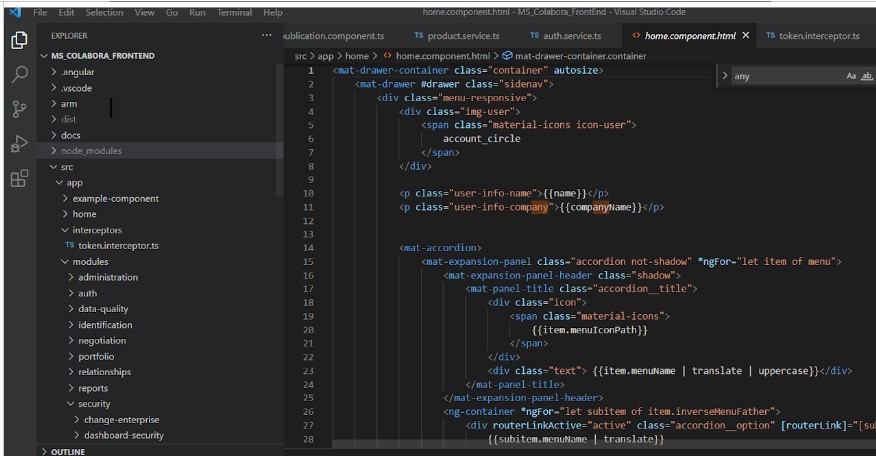 File Edit Selection View Go Run Terminal Help home.component.html - MS_Colabora_FrontEnd - Visual Studio Code
EXPLORER
MS_COLABORA_FRONTEND
.angular
.vscode
arm
dist
docs
node_modules
src
app
example-component
home
interceptors
TS token.interceptor.ts
modules
administration
auth
data-quality
identification
negotiation
portfolio
relationships
reports
security
change-enterprise
dashboard-security
OUTLINE
ublication.component.ts TS product.service.ts TS auth.service.ts home.component.html TS token.interceptor.ts
src > app > home > home.component.html > mat-drawer-container.container
any Aa ab
1 <mat-drawer-container class="container" autosize>
2 <mat-drawer #drawer class="sidenav">
3 <div class="menu-responsive">
4 <div class="img-user">
5 <span class="material-icons icon-user">
6 account_circle
7 </span>
8 </div>
9
10 <p class="user-info-name">{{name}}</p>
11 <p class="user-info-company">{{companyName}}</p>
12
13
14 <mat-accordion>
15 <mat-expansion-panel class="accordion not-shadow" *ngFor="let item of menu">
16 <mat-expansion-panel-header class="shadow">
17 <mat-panel-title class="accordion__title">
18 <div class="icon">
19 <span class="material-icons">
20 {{item.menuIconPath}}
21 </span>
22 </div>
23 <div class="text"> {{item.menuName | translate | uppercase}}</div>
24 </mat-panel-title>
25 </mat-expansion-panel-header>
26 <ng-container *ngFor="let subitem of item.inverseMenuFather">
27 <div routerLinkActive="active" class="accordion__option" [routerLink]="[sul
28 {{subitem.menuName | translate}}